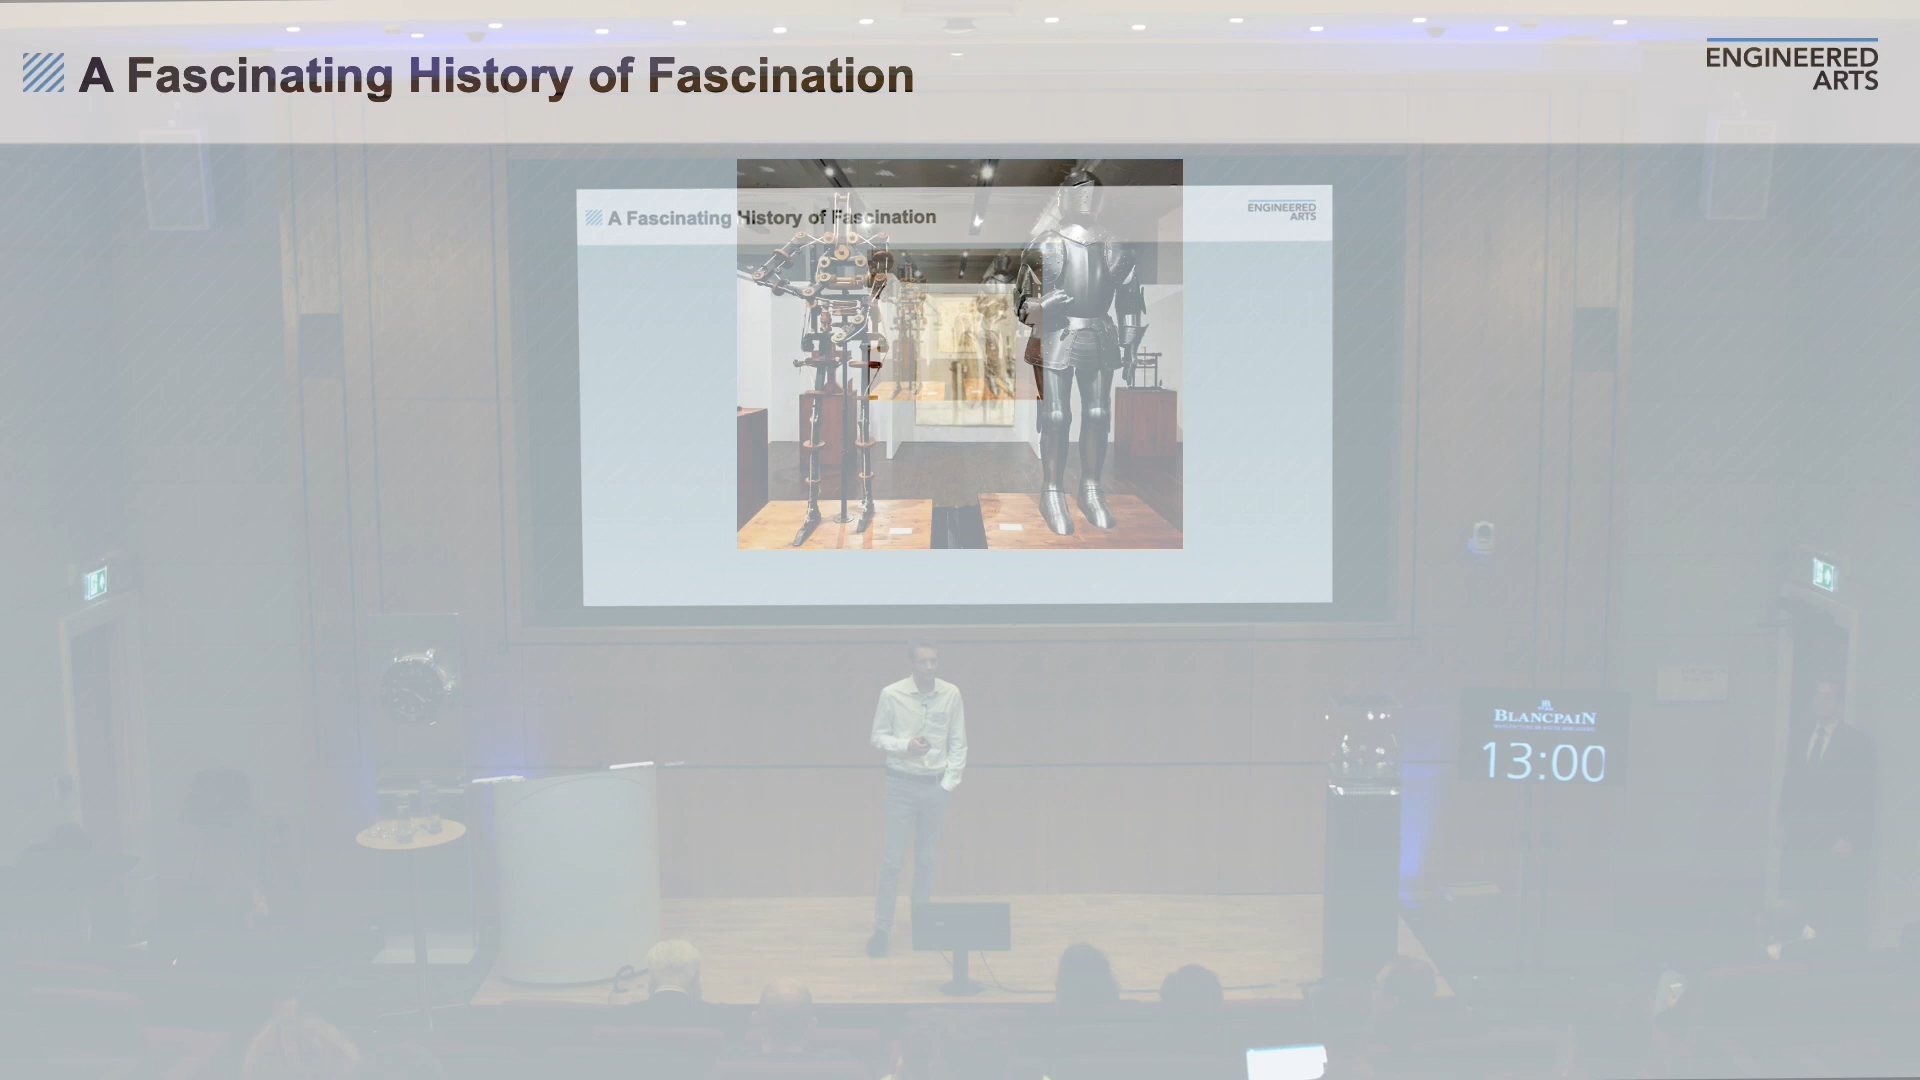 A Fascinating History of Fascination
ENGINEERED
ARTS
A Fascinating History of Fascination
ENGINEERED
ARTS
BLANCPAIN
13:00